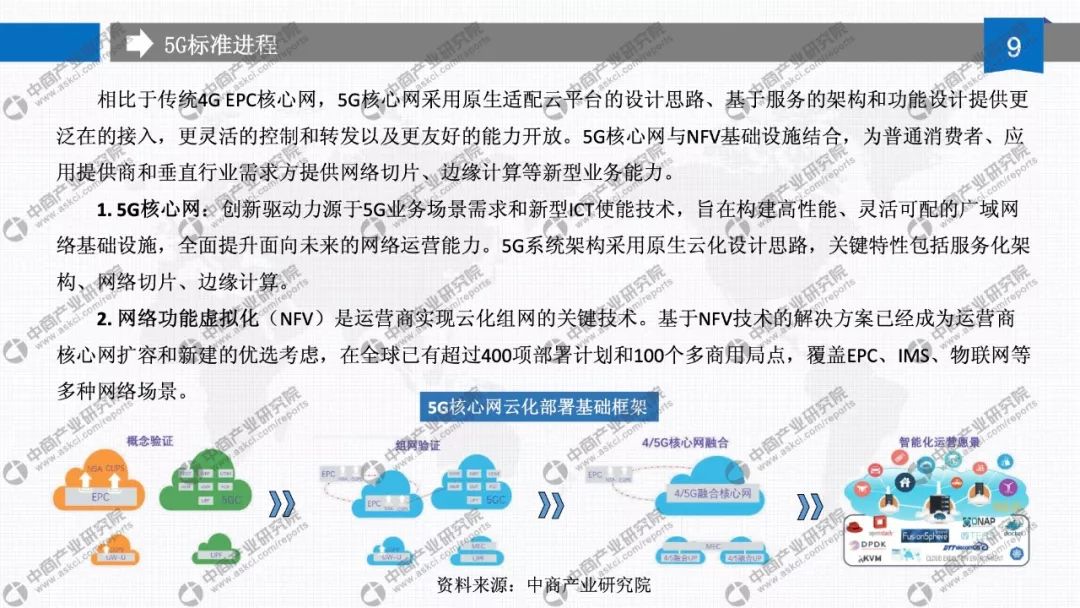 5G标准进程
9
相比于传统4G EPC核心网，5G核心网采用原生适配云平台的设计思路、基于服务的架构和功能设计提供更
泛在的接入，更灵活的控制和转发以及更友好的能力开放。5G核心网与NFV基础设施结合，为普通消费者、应
用提供商和垂直行业需求方提供网络切片、边缘计算等新型业务能力。
1. 5G核心网：创新驱动力源于5G业务场景需求和新型ICT使能技术，旨在构建高性能、灵活可配的广域网
络基础设施，全面提升面向未来的网络运营能力。5G系统架构采用原生云化设计思路，关键特性包括服务化架
构、网络切片、边缘计算。
2. 网络功能虚拟化（NFV）是运营商实现云化组网的关键技术。基于NFV技术的解决方案已经成为运营商
核心网扩容和新建的优选考虑，在全球已有超过400项部署计划和100个多商用局点，覆盖EPC、IMS、物联网等
多种网络场景。
5G核心网云化部署基础框架
概念验证
NSA CUPS
EPC
5GC
GW-U
UPF
组网验证
EPC
NSA CUPS
EPC
5GC
GW-U
MEC
UPF
4/5G核心网融合
EPC
NSA CUPS
4/5G融合核心网
MEC
4/5融合UP
4/5融合UP
智能化运营愿景
openstack
FusionSphere
ONAP
docker
DPDK
KVM
CLOUD EXECUTION ENVIRONMENT
资料来源：中商产业研究院
中商产业研究院
www.askci.com/reports